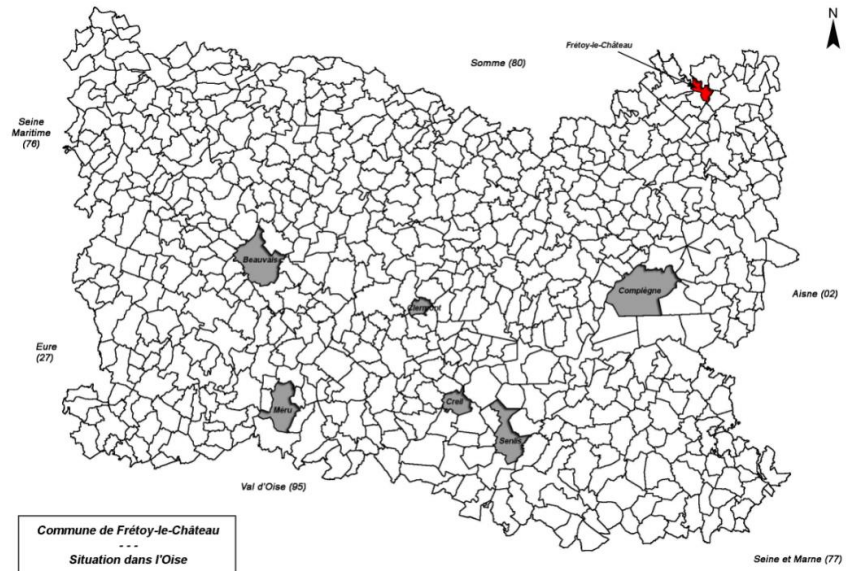 N
Frétoy-le-Château
Somme (80)
Seine
Maritime
(76)
Beauvais
Compiègne
Clermont
Aisne (02)
Eure
(27)
Méru
Creil
Senlis
Val d'Oise (95)
Commune de Frétoy-le-Château
- - -
Situation dans l'Oise
Seine et Marne (77)